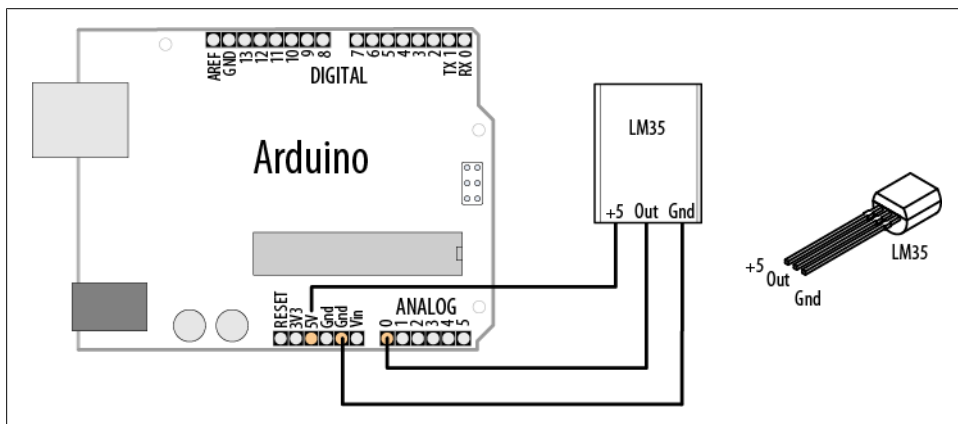 AREF
GND
13
12
11
10
9
8
7
6
5
4
3
2
TX 1
RX 0
DIGITAL
Arduino
LM35
+5 Out Gnd
LM35
+5
Out
Gnd
ANALOG
RESET
3V3
5V
Gnd
Gnd
Vin
0
1
2
3
4
5